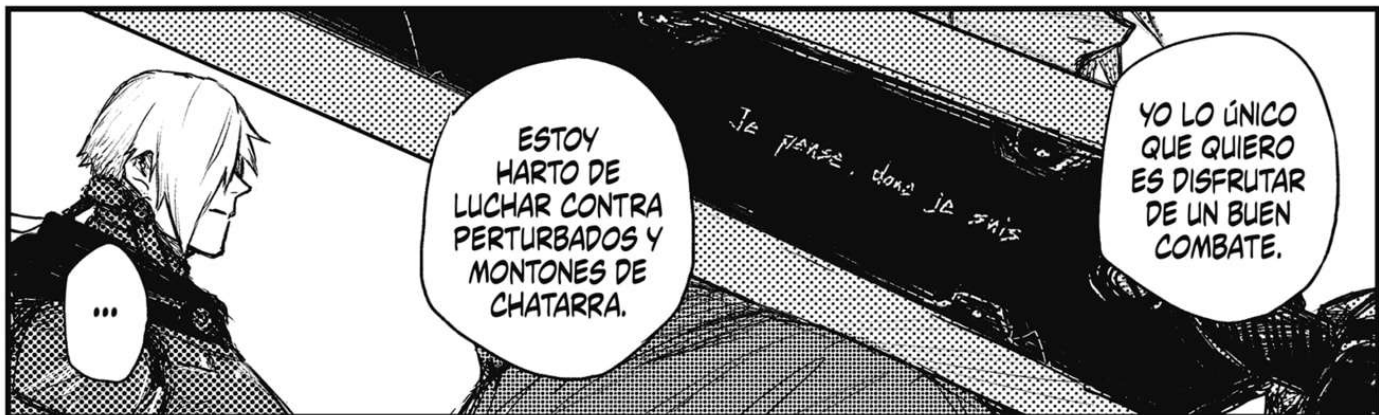 YO LO ÚNICO
QUE QUIERO
ES DISFRUTAR
DE UN BUEN
COMBATE.
Je pense, donc je suis
ESTOY
HARTO DE
LUCHAR CONTRA
PERTURBADOS Y
MONTONES DE
CHATARRA.
...